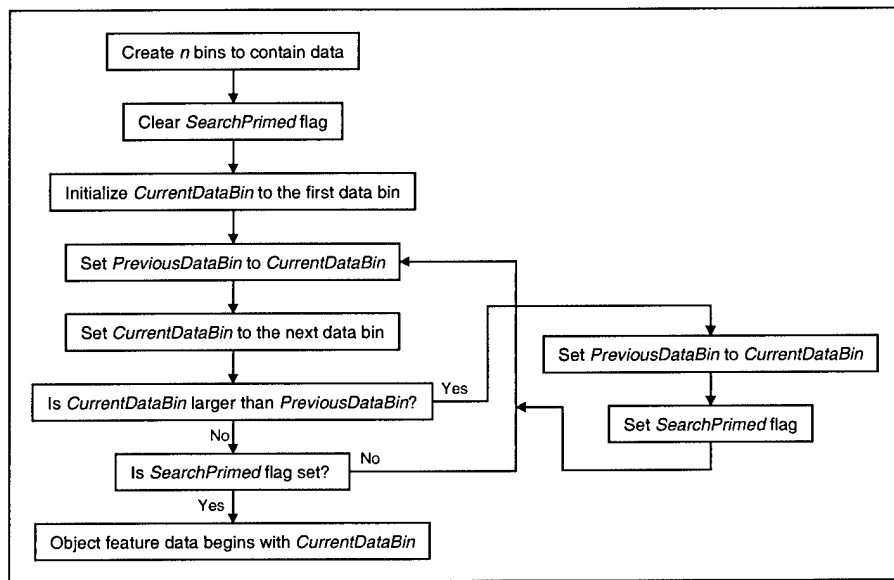 Create n bins to contain data
Clear SearchPrimed flag
Initialize CurrentDataBin to the first data bin
Set PreviousDataBin to CurrentDataBin
Set CurrentDataBin to the next data bin
Is CurrentDataBin larger than PreviousDataBin?
Yes
Set PreviousDataBin to CurrentDataBin
Set SearchPrimed flag
No
Is SearchPrimed flag set?
No
Yes
Object feature data begins with CurrentDataBin